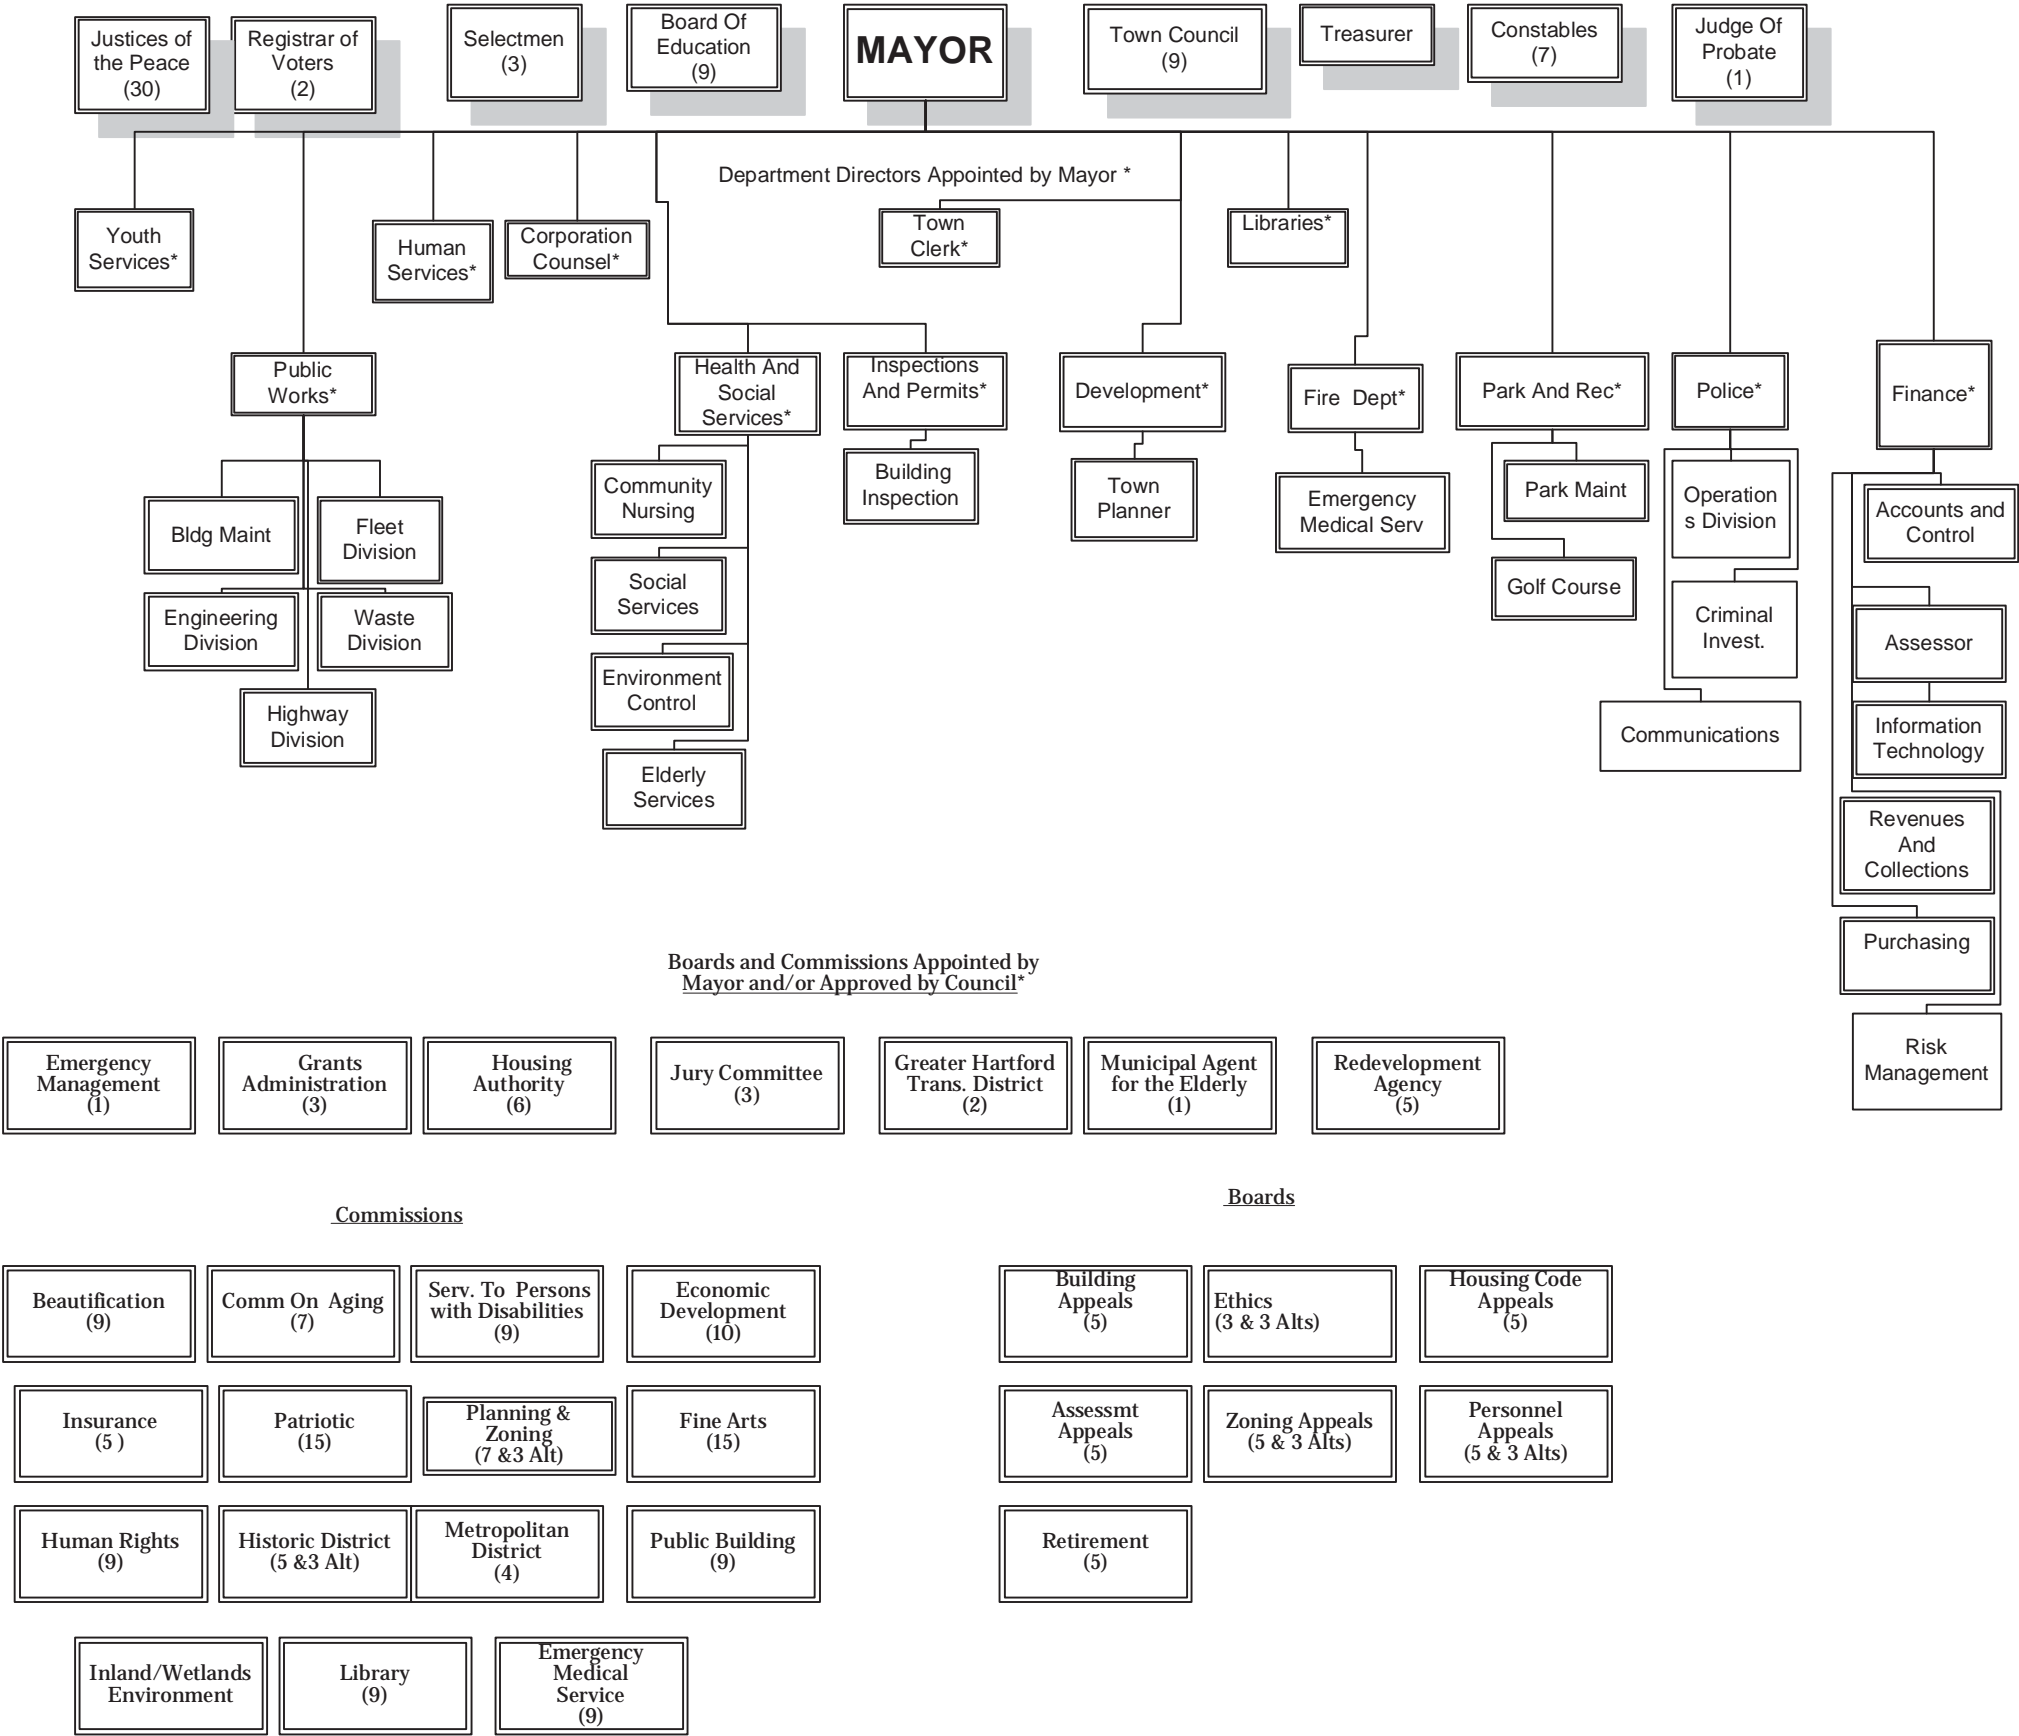 Justices of
the Peace
(30)
Registrar of
Voters
(2)
Selectmen
(3)
Board Of
Education
(9)
MAYOR
Town Council
(9)
Treasurer
Constables
(7)
Judge Of
Probate
(1)
Department Directors Appointed by Mayor *
Youth
Services*
Human
Services*
Corporation
Counsel*
Town
Clerk*
Libraries*
Public
Works*
Health And
Social
Services*
Inspections
And Permits*
Development*
Fire Dept*
Park And Rec*
Police*
Finance*
Bldg Maint
Fleet
Division
Engineering
Division
Waste
Division
Highway
Division
Community
Nursing
Social
Services
Environment
Control
Elderly
Services
Building
Inspection
Town
Planner
Emergency
Medical Serv
Park Maint
Golf Course
Operation
s Division
Criminal
Invest.
Communications
Accounts and
Control
Assessor
Information
Technology
Revenues
And
Collections
Purchasing
Risk
Management
Boards and Commissions Appointed by
Mayor and/or Approved by Council*
Emergency
Management
(1)
Grants
Administration
(3)
Housing
Authority
(6)
Jury Committee
(3)
Greater Hartford
Trans. District
(2)
Municipal Agent
for the Elderly
(1)
Redevelopment
Agency
(5)
Commissions
Beautification
(9)
Comm On Aging
(7)
Serv. To Persons
with Disabilities
(9)
Economic
Development
(10)
Insurance
(5 )
Patriotic
(15)
Planning &
Zoning
(7 &3 Alt)
Fine Arts
(15)
Human Rights
(9)
Historic District
(5 &3 Alt)
Metropolitan
District
(4)
Public Building
(9)
Inland/Wetlands
Environment
Library
(9)
Emergency
Medical
Service
(9)
Boards
Building
Appeals
(5)
Ethics
(3 & 3 Alts)
Housing Code
Appeals
(5)
Assessmt
Appeals
(5)
Zoning Appeals
(5 & 3 Alts)
Personnel
Appeals
(5 & 3 Alts)
Retirement
(5)